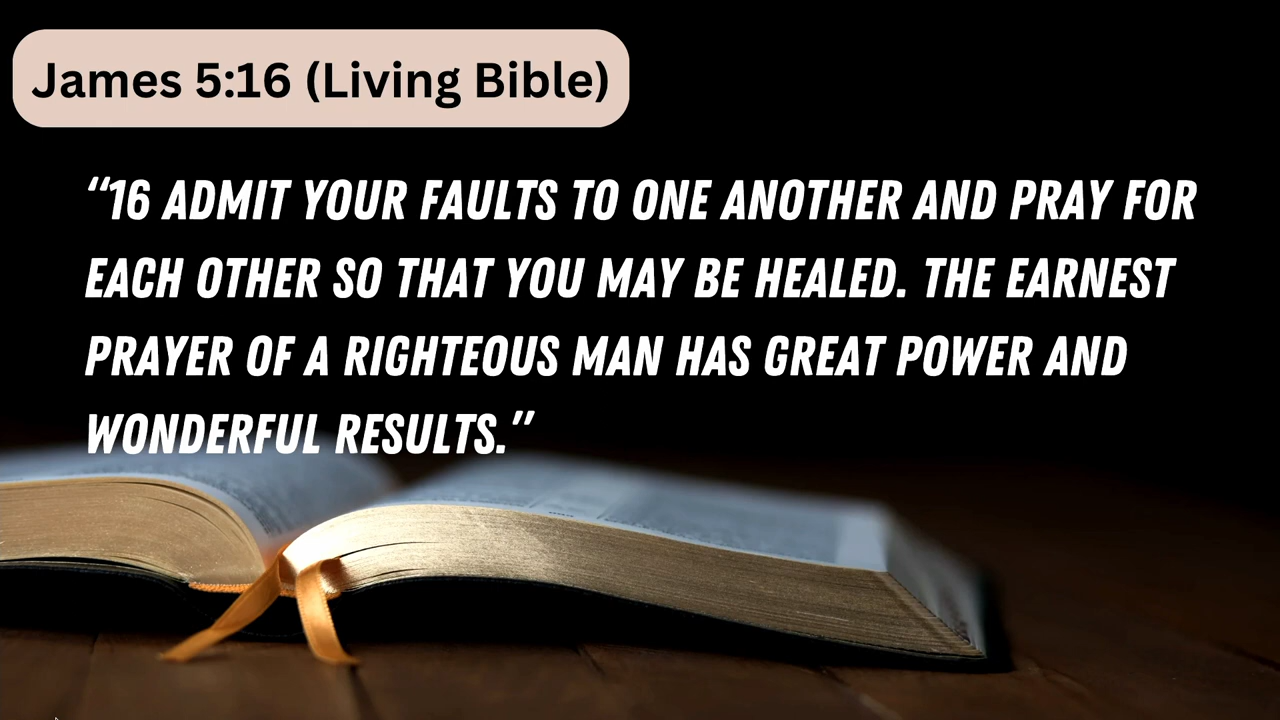 James 5:16 (Living Bible)
“16 ADMIT YOUR FAULTS TO ONE ANOTHER AND PRAY FOR
EACH OTHER SO THAT YOU MAY BE HEALED. THE EARNEST
PRAYER OF A RIGHTEOUS MAN HAS GREAT POWER AND
WONDERFUL RESULTS.”